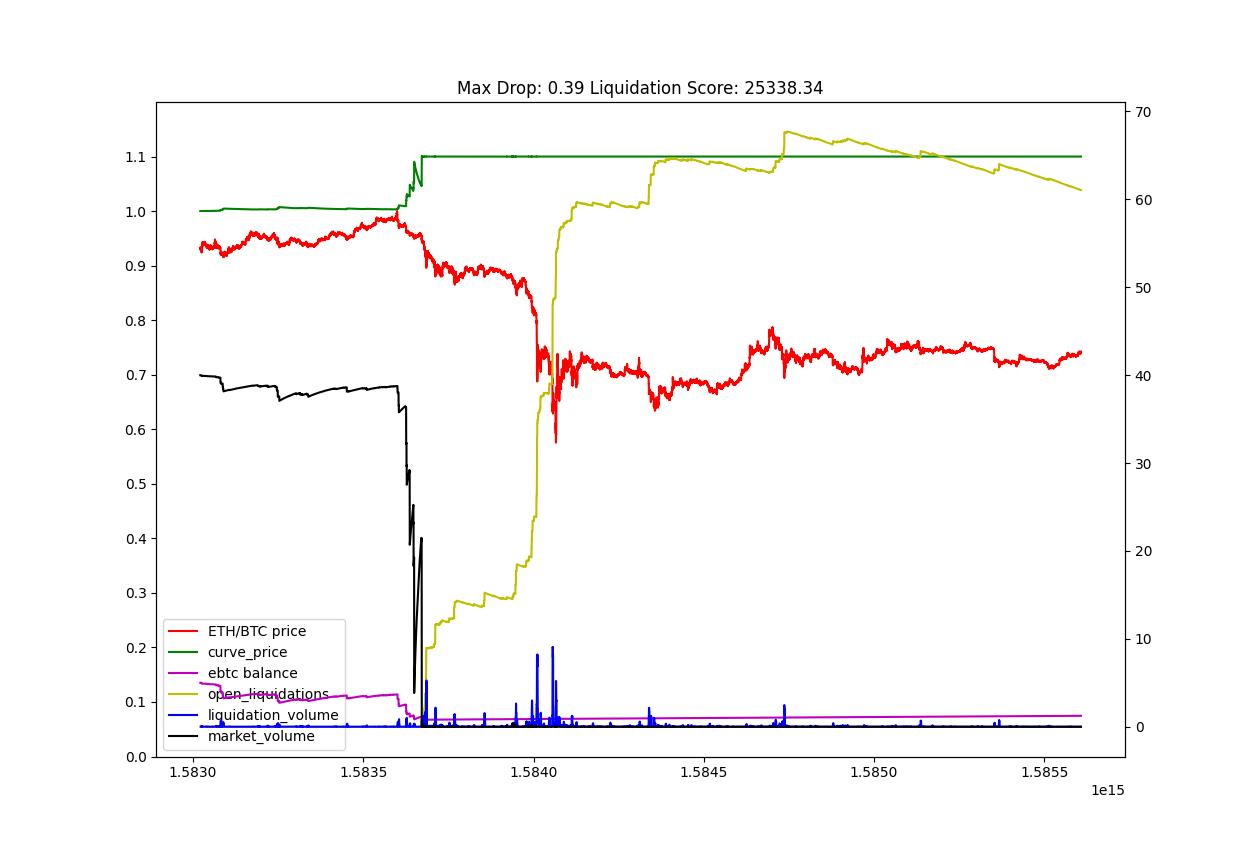 Max Drop: 0.39 Liquidation Score: 25338.34
1.1
1.0
0.9
0.8
0.7
0.6
0.5
0.4
0.3
0.2
0.1
0.0
70
60
50
40
30
20
10
0
ETH/BTC price
curve_price
ebtc balance
open_liquidations
liquidation_volume
market_volume
1.5830 1.5835 1.5840 1.5845 1.5850 1.5855
1e15